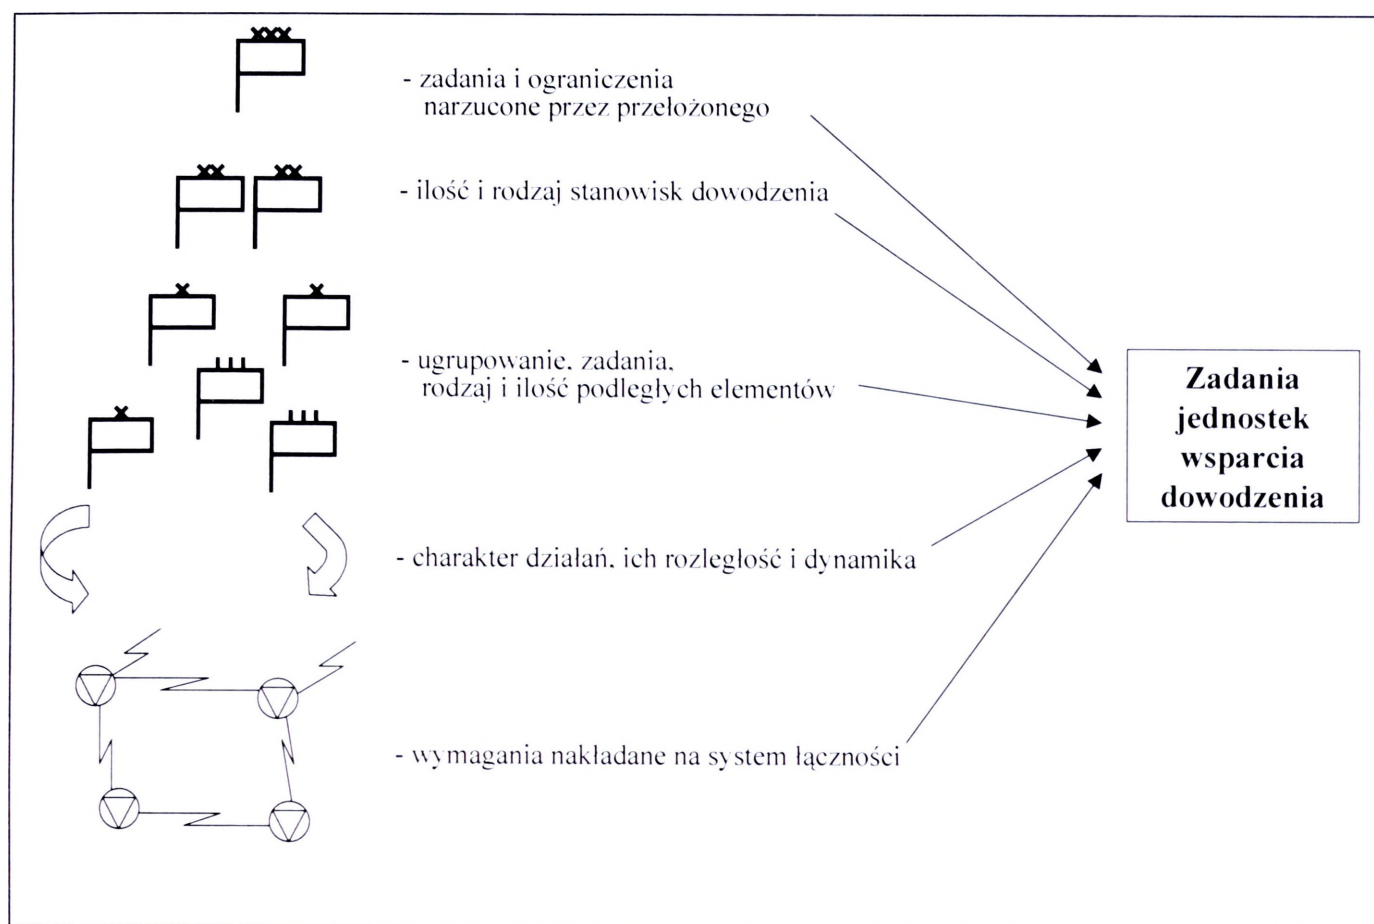 - zadania i ograniczenia
narzucone przez przełożonego
- ilość i rodzaj stanowisk dowodzenia
- ugrupowanie, zadania,
rodzaj i ilość podległych elementów
- charakter działań, ich rozległość i dynamika
- wymagania nakładane na system łączności
Zadania
jednostek
wsparcia
dowodzenia